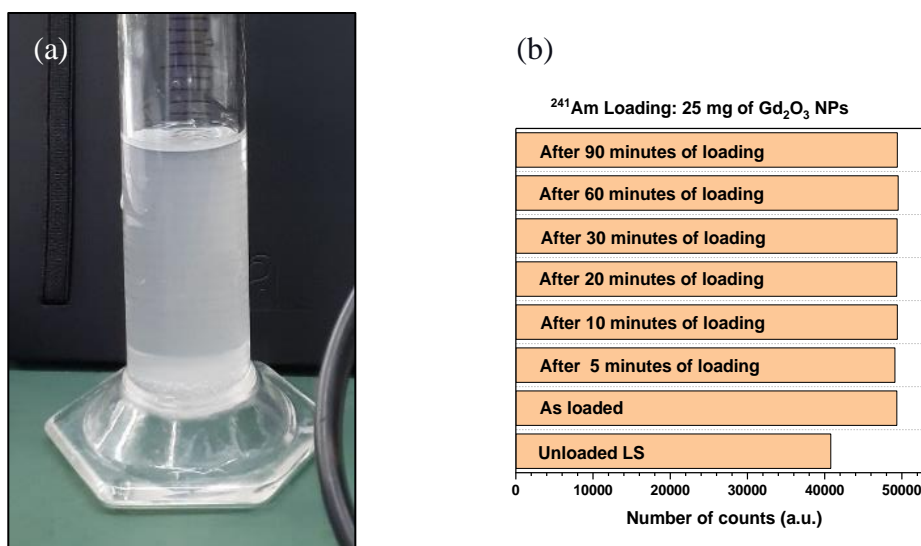 (a)
(b)
²⁴¹Am Loading: 25 mg of Gd₂O₃ NPs
After 90 minutes of loading
After 60 minutes of loading
After 30 minutes of loading
After 20 minutes of loading
After 10 minutes of loading
After  5 minutes of loading
As loaded
Unloaded LS
0 10000 20000 30000 40000 50000
Number of counts (a.u.)